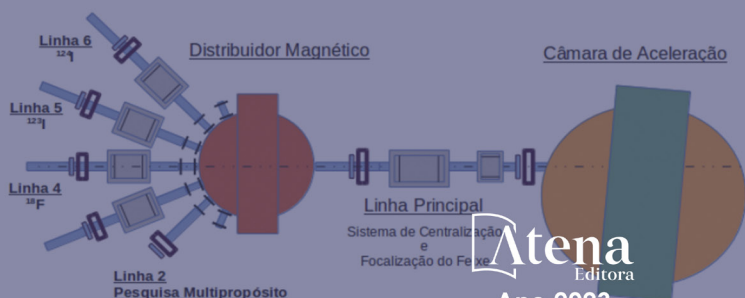 Linha 6
¹²⁴I
Distribuidor Magnético
Câmara de Aceleração
Linha 5
¹²³I
Linha 4
¹⁸F
Linha Principal
Sistema de Centralização
e
Focalização do Feixe
Linha 2
Pesquisa Multipropósito
Atena
Editora